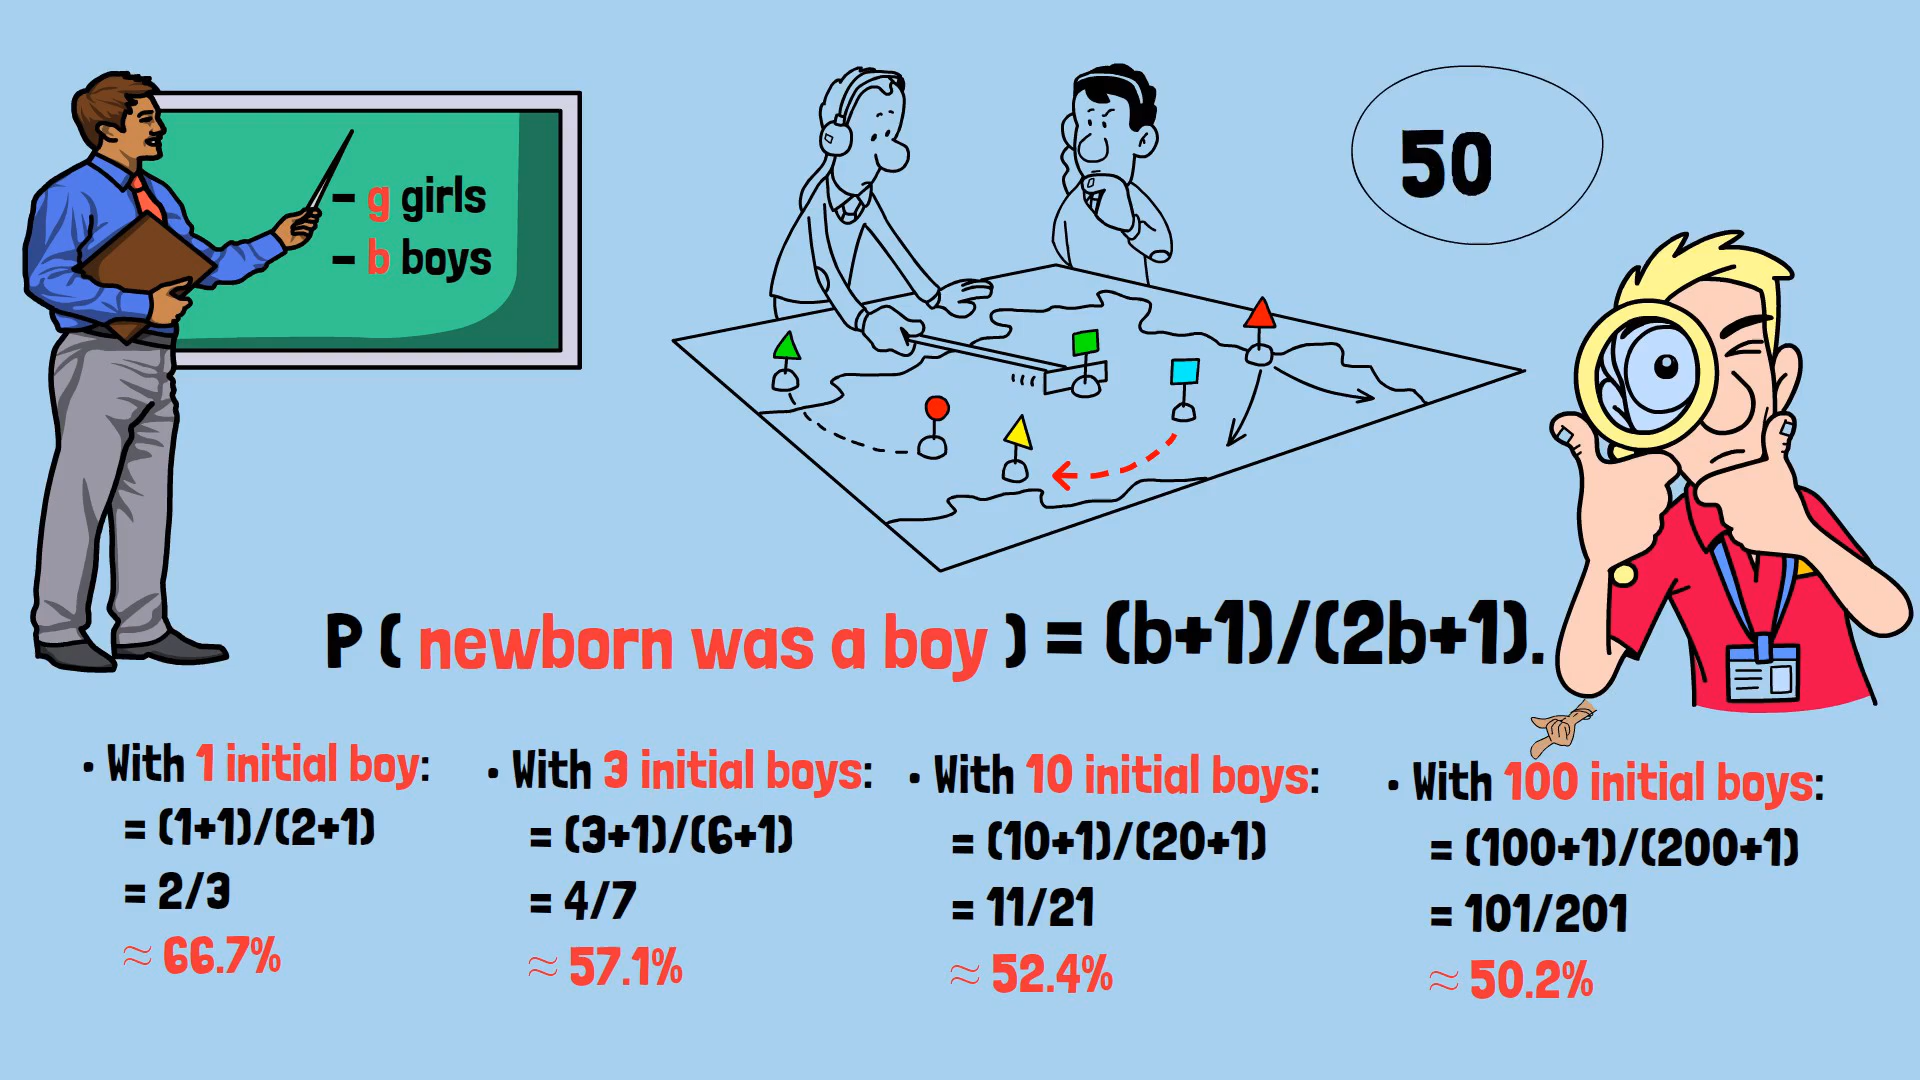 - g girls
- b boys
50
P ( newborn was a boy ) = (b+1)/(2b+1).
• With 1 initial boy:
= (1+1)/(2+1)
= 2/3
≈ 66.7%
• With 3 initial boys:
= (3+1)/(6+1)
= 4/7
≈ 57.1%
• With 10 initial boys:
= (10+1)/(20+1)
= 11/21
≈ 52.4%
• With 100 initial boys:
= (100+1)/(200+1)
= 101/201
≈ 50.2%